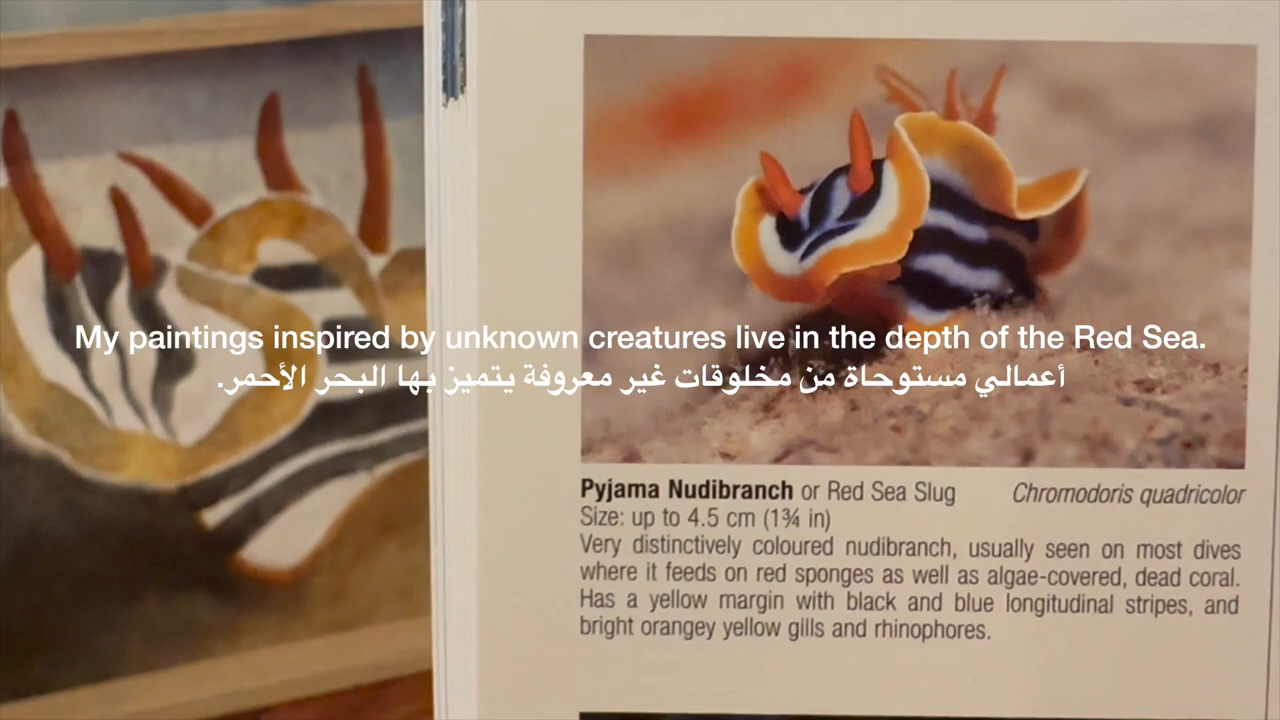 My paintings inspired by unknown creatures live in the depth of the Red Sea.
أعمالي مستوحاة من مخلوقات غير معروفة يتميز بها البحر الأحمر.
Pyjama Nudibranch or Red Sea Slug Chromodoris quadricolor
Size: up to 4.5 cm (1¾ in)
Very distinctively coloured nudibranch, usually seen on most dives
where it feeds on red sponges as well as algae-covered, dead coral.
Has a yellow margin with black and blue longitudinal stripes, and
bright orangey yellow gills and rhinophores.